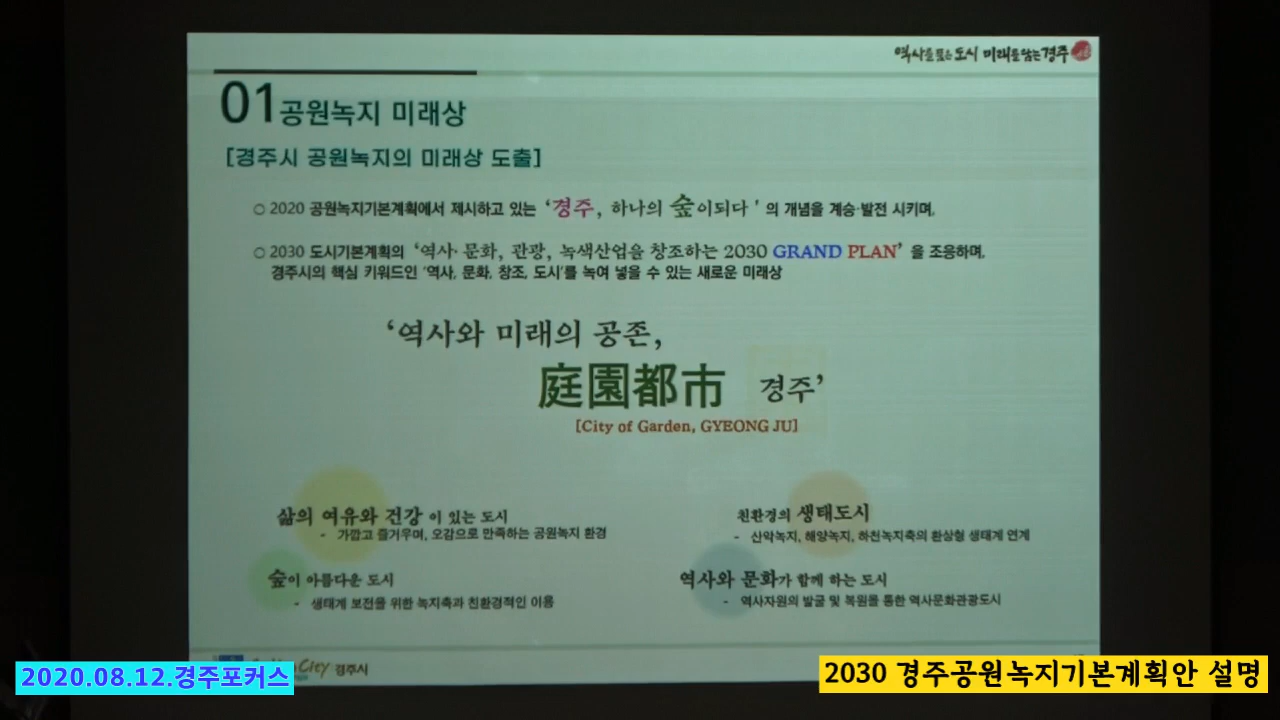 역사를 품은 도시 미래를 담는 경주
01 공원녹지 미래상
[경주시 공원녹지의 미래상 도출]
○ 2020 공원녹지기본계획에서 제시하고 있는 ‘경주, 하나의 숲이되다 ' 의 개념을 계승·발전 시키며,
○ 2030 도시기본계획의 ‘역사· 문화, 관광, 녹색산업을 창조하는 2030 GRAND PLAN’ 을 조응하며,
경주시의 핵심 키워드인 ‘역사, 문화, 창조, 도시’를 녹여 넣을 수 있는 새로운 미래상
‘역사와 미래의 공존,
庭園都市 경주’
[City of Garden, GYEONG JU]
삶의 여유와 건강 이 있는 도시
- 가깝고 즐거우며, 오감으로 만족하는 공원녹지 환경
친환경의 생태도시
- 산악녹지, 해양녹지, 하천녹지축의 환상형 생태계 연계
숲이 아름다운 도시
- 생태계 보전을 위한 녹지축과 친환경적인 이용
역사와 문화가 함께 하는 도시
- 역사자원의 발굴 및 복원을 통한 역사문화관광도시
City 경주시
2020.08.12.경주포커스
2030 경주공원녹지기본계획안 설명